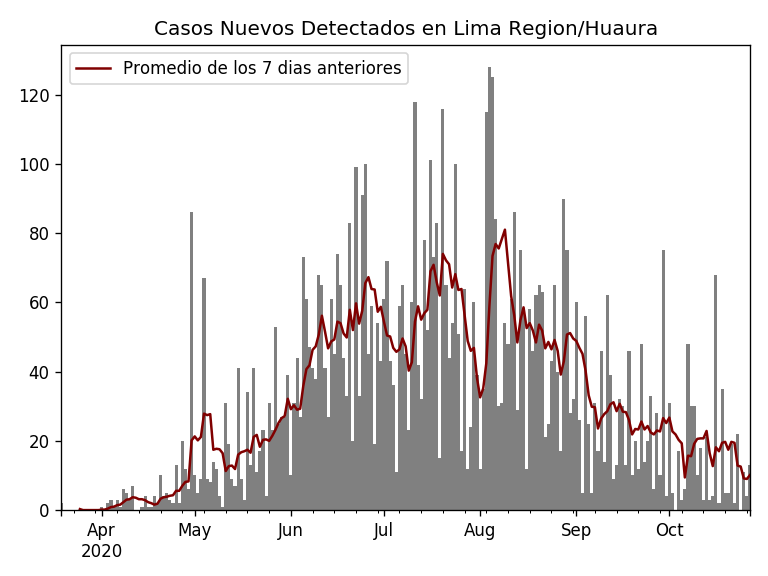 Casos Nuevos Detectados en Lima Region/Huaura
Promedio de los 7 dias anteriores
120
100
80
60
40
20
0
Apr May Jun Jul Aug Sep Oct
2020